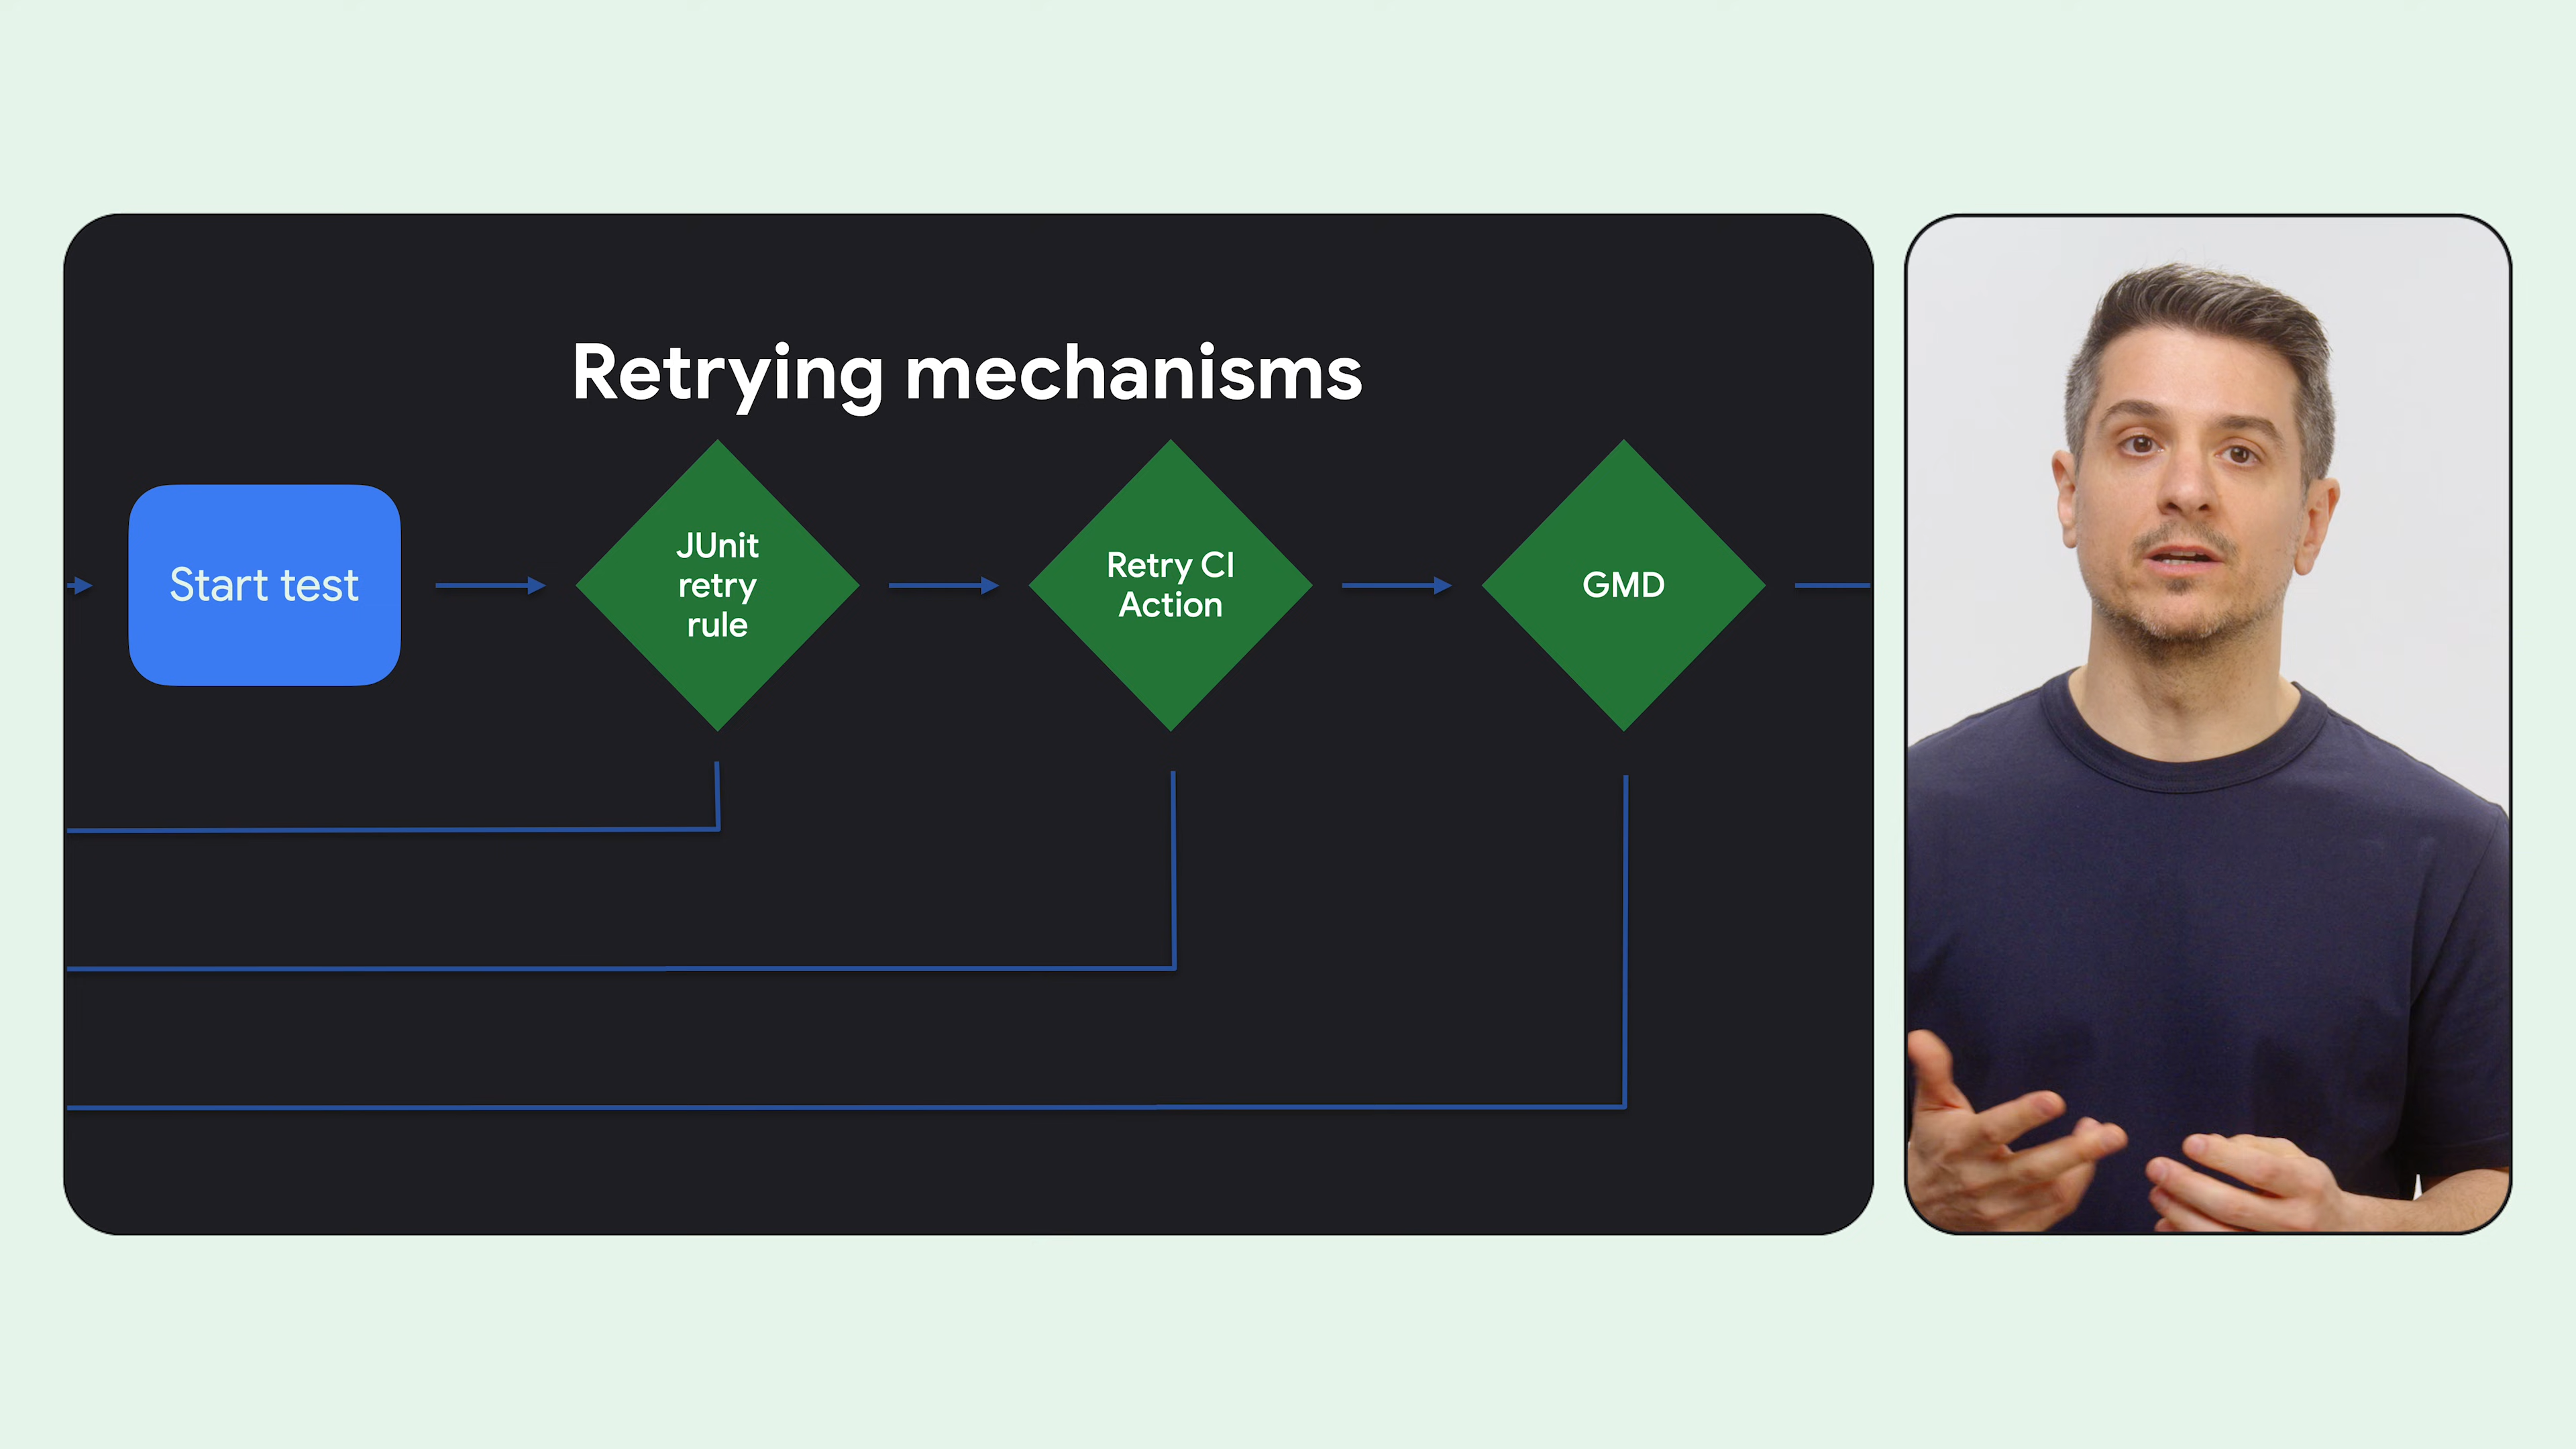 Retrying mechanisms
Start test
JUnit
retry
rule
Retry CI
Action
GMD